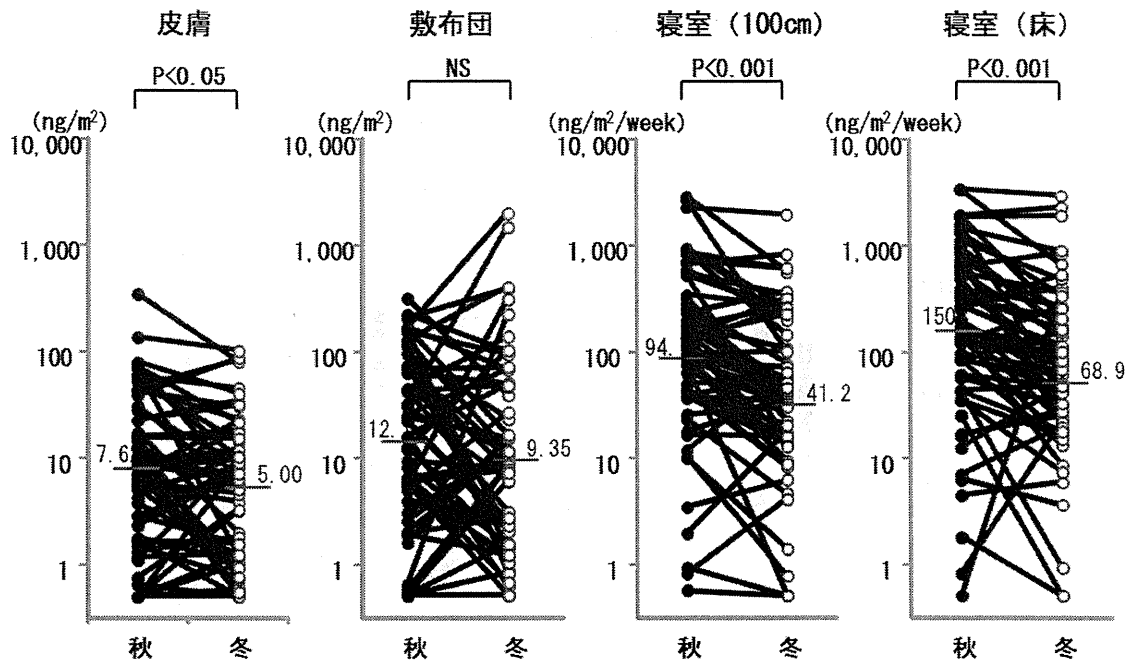 皮膚
敷布団
寝室（100cm）
寝室（床）
P<0.05
NS
P<0.001
P<0.001
(ng/m²)
(ng/m²)
(ng/m²/week)
(ng/m²/week)
10,000
10,000
10,000
10,000
1,000
1,000
1,000
1,000
100
100
100
100
10
10
10
10
1
1
1
1
7.6
5.00
12.
9.35
94.
41.2
150
68.9
秋 冬
秋 冬
秋 冬
秋 冬